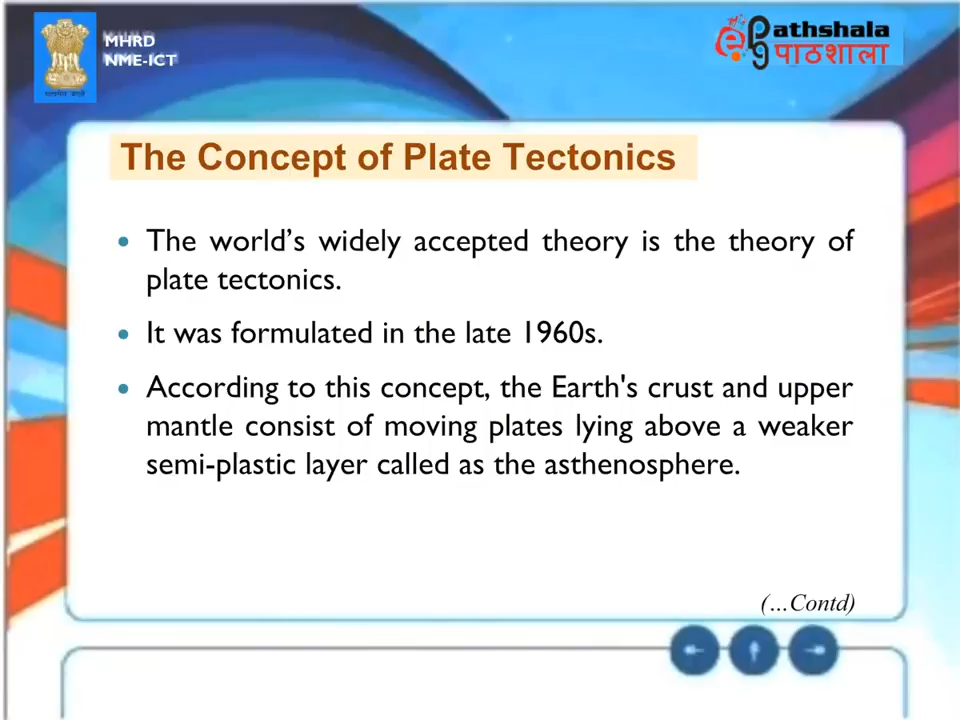 MHRD
NME-ICT
e PG Pathshala
पाठशाला
The Concept of Plate Tectonics
• The world's widely accepted theory is the theory of
plate tectonics.
• It was formulated in the late 1960s.
• According to this concept, the Earth's crust and upper
mantle consist of moving plates lying above a weaker
semi-plastic layer called as the asthenosphere.
(...Contd)